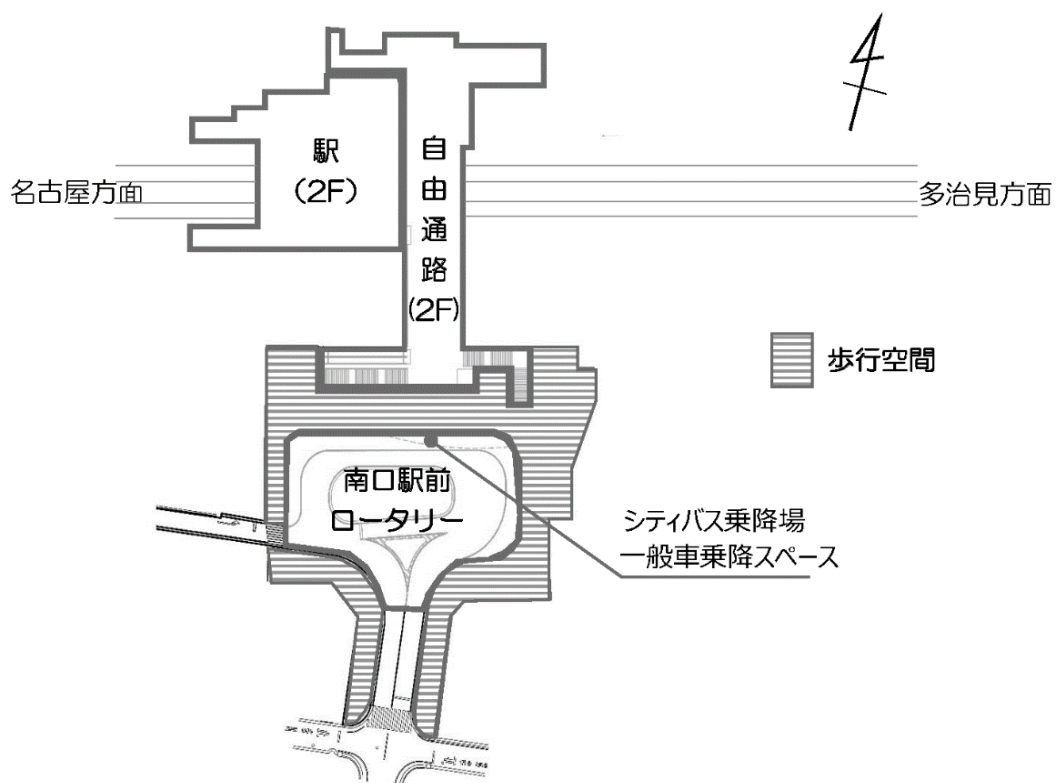 駅
(2F)
自由通路
(2F)
名古屋方面
多治見方面
歩行空間
南口駅前
ロータリー
シティバス乗降場
一般車乗降スペース